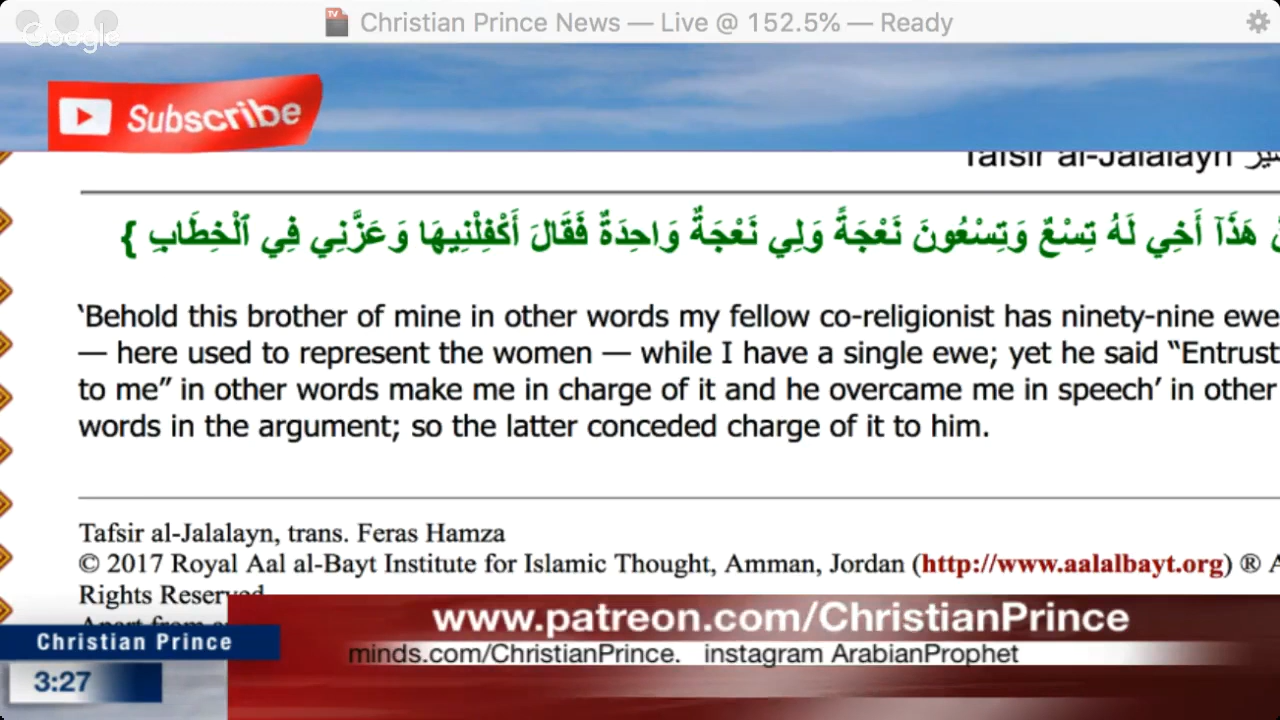 Christian Prince News — Live @ 152.5% — Ready
Google
Subscribe
Tafsir al-Jalalayn
هَذَآ أَخِي لَهُ تِسْعٌ وَتِسْعُونَ نَعْجَةً وَلِي نَعْجَةٌ وَاحِدَةٌ فَقَالَ أَكْفِلْنِيهَا وَعَزَّنِي فِي ٱلْخِطَابِ }
‘Behold this brother of mine in other words my fellow co-religionist has ninety-nine ewe
— here used to represent the women — while I have a single ewe; yet he said “Entrust
to me” in other words make me in charge of it and he overcame me in speech’ in other
words in the argument; so the latter conceded charge of it to him.
Tafsir al-Jalalayn, trans. Feras Hamza
© 2017 Royal Aal al-Bayt Institute for Islamic Thought, Amman, Jordan (http://www.aalalbayt.org) ®
Rights Reserved
www.patreon.com/ChristianPrince
Christian Prince
minds.com/ChristianPrince. instagram ArabianProphet
3:27